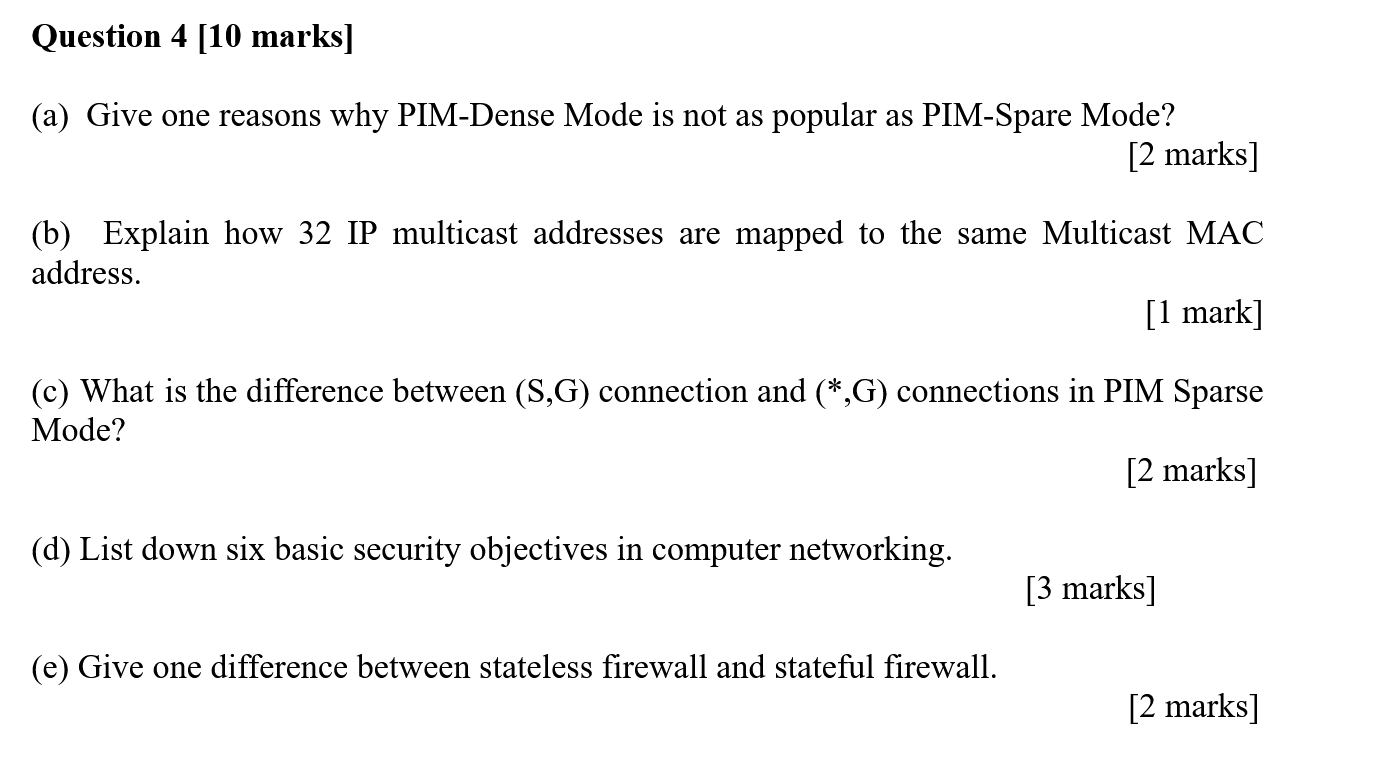 Question 4 [10 marks]
(a) Give one reasons why PIM-Dense Mode is not as popular as PIM-Spare Mode?
[2 marks]
(b) Explain how 32 IP multicast addresses are mapped to the same Multicast MAC
address.
[1 mark]
(c) What is the difference between (S,G) connection and (*,G) connections in PIM Sparse
Mode?
[2 marks]
(d) List down six basic security objectives in computer networking.
[3 marks]
(e) Give one difference between stateless firewall and stateful firewall.
[2 marks]